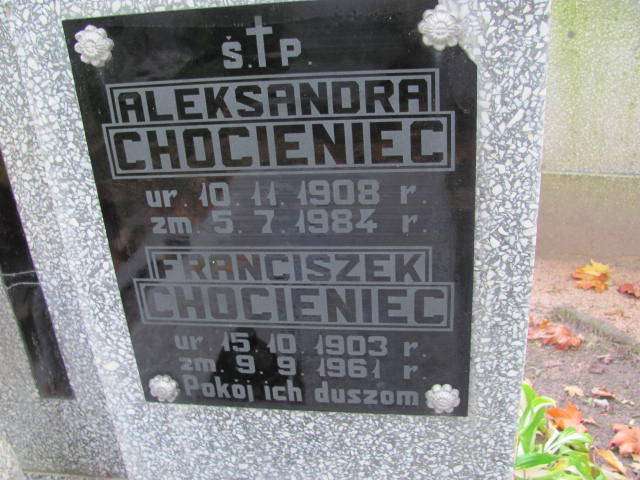 Ś.✝P.
ALEKSANDRA
CHOCIENIEC
ur. 10. 11. 1908 r.
zm. 5. 7. 1984 r.
FRANCISZEK
CHOCIENIEC
ur. 15. 10. 1903 r.
zm. 9. 9. 1961 r.
Pokój ich duszom